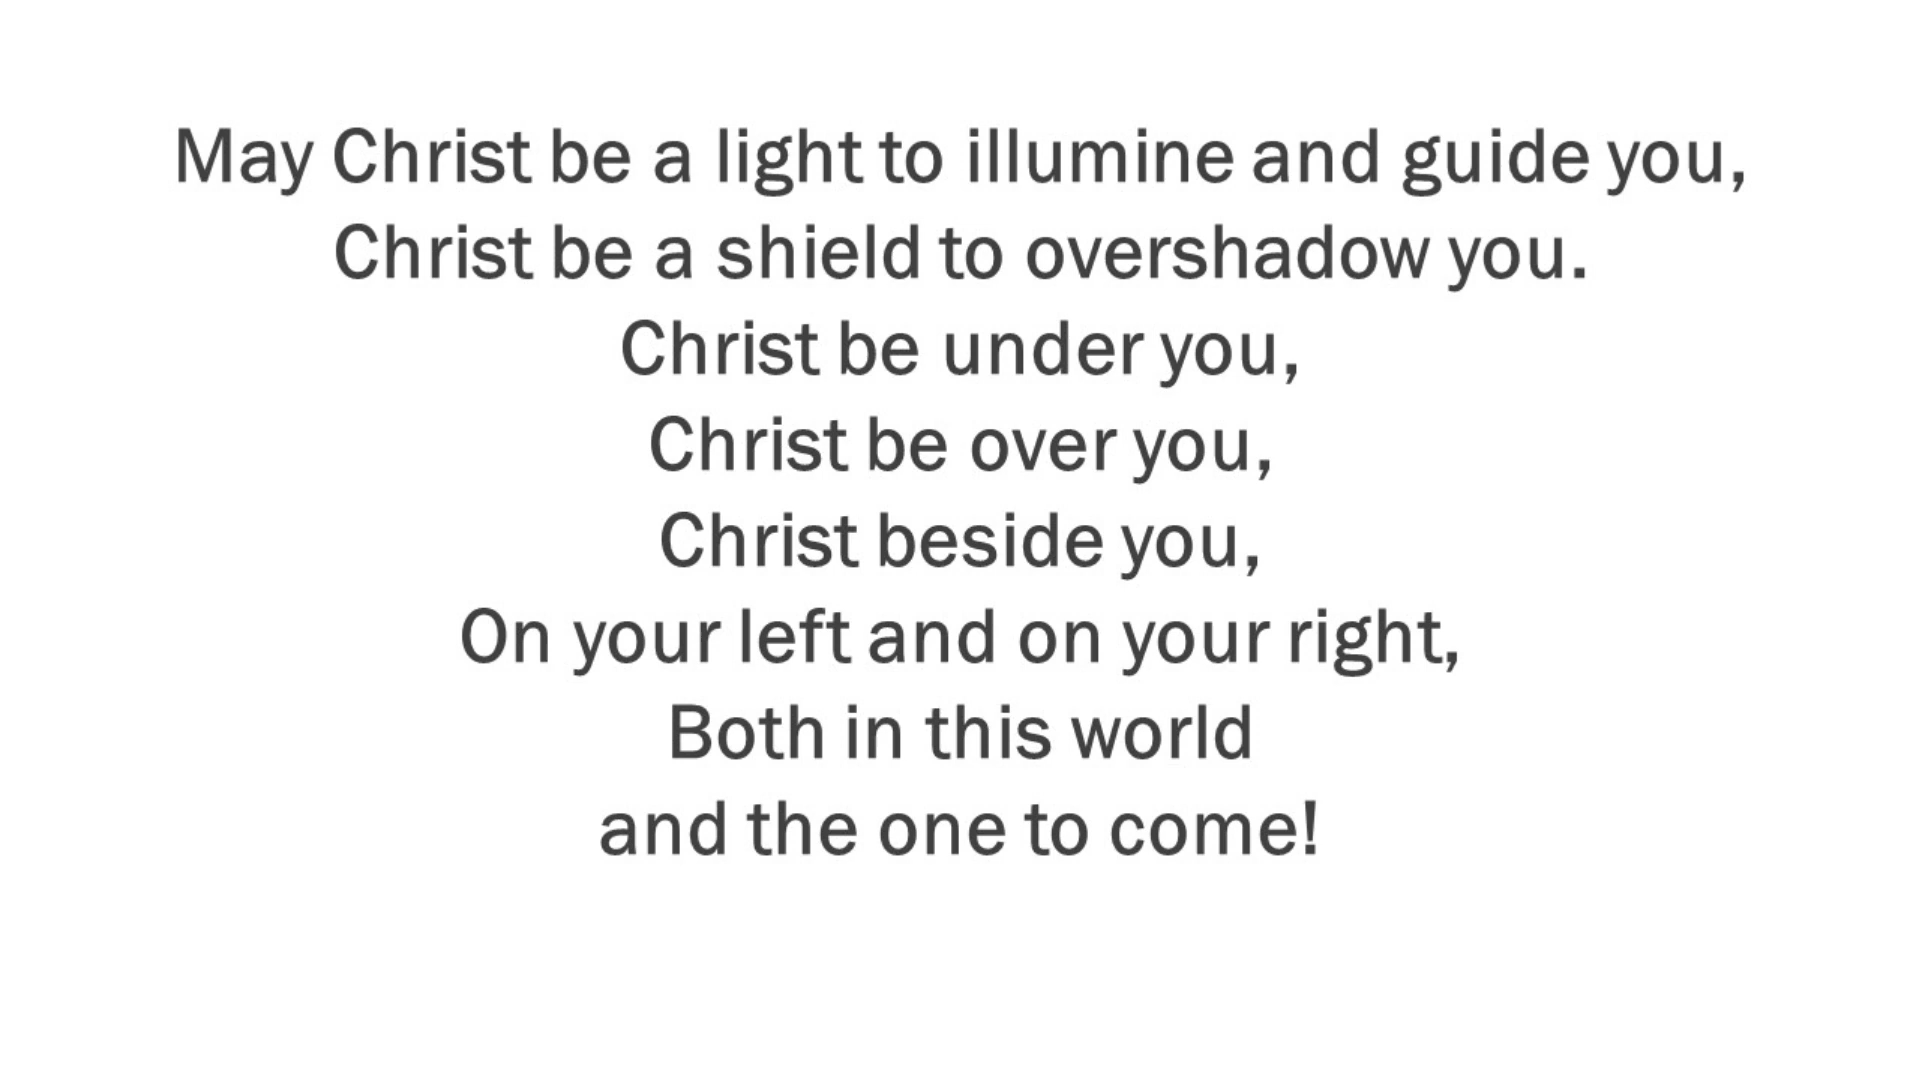 May Christ be a light to illumine and guide you,
Christ be a shield to overshadow you.
Christ be under you,
Christ be over you,
Christ beside you,
On your left and on your right,
Both in this world
and the one to come!